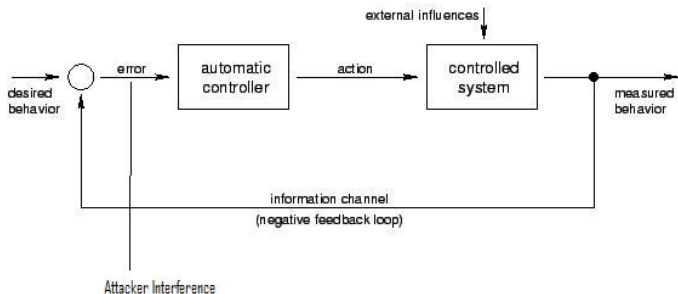 external influences
error
automatic
controller
action
controlled
system
desired
behavior
measured
behavior
information channel
(negative feedback loop)
Attacker Interference